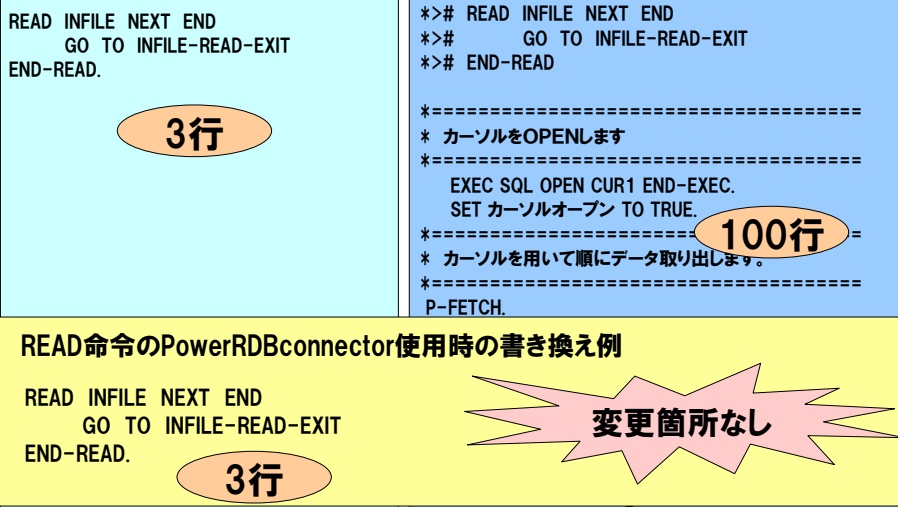 READ INFILE NEXT END
GO TO INFILE-READ-EXIT
END-READ.
3行
*># READ INFILE NEXT END
*># GO TO INFILE-READ-EXIT
*># END-READ
*=====================================
* カーソルをOPENします
*=====================================
EXEC SQL OPEN CUR1 END-EXEC.
SET カーソルオープン TO TRUE.
*=====================================
100行
* カーソルを用いて順にデータ取り出します。
*=====================================
P-FETCH.
READ命令のPowerRDBconnector使用時の書き換え例
READ INFILE NEXT END
GO TO INFILE-READ-EXIT
END-READ.
3行
変更箇所なし